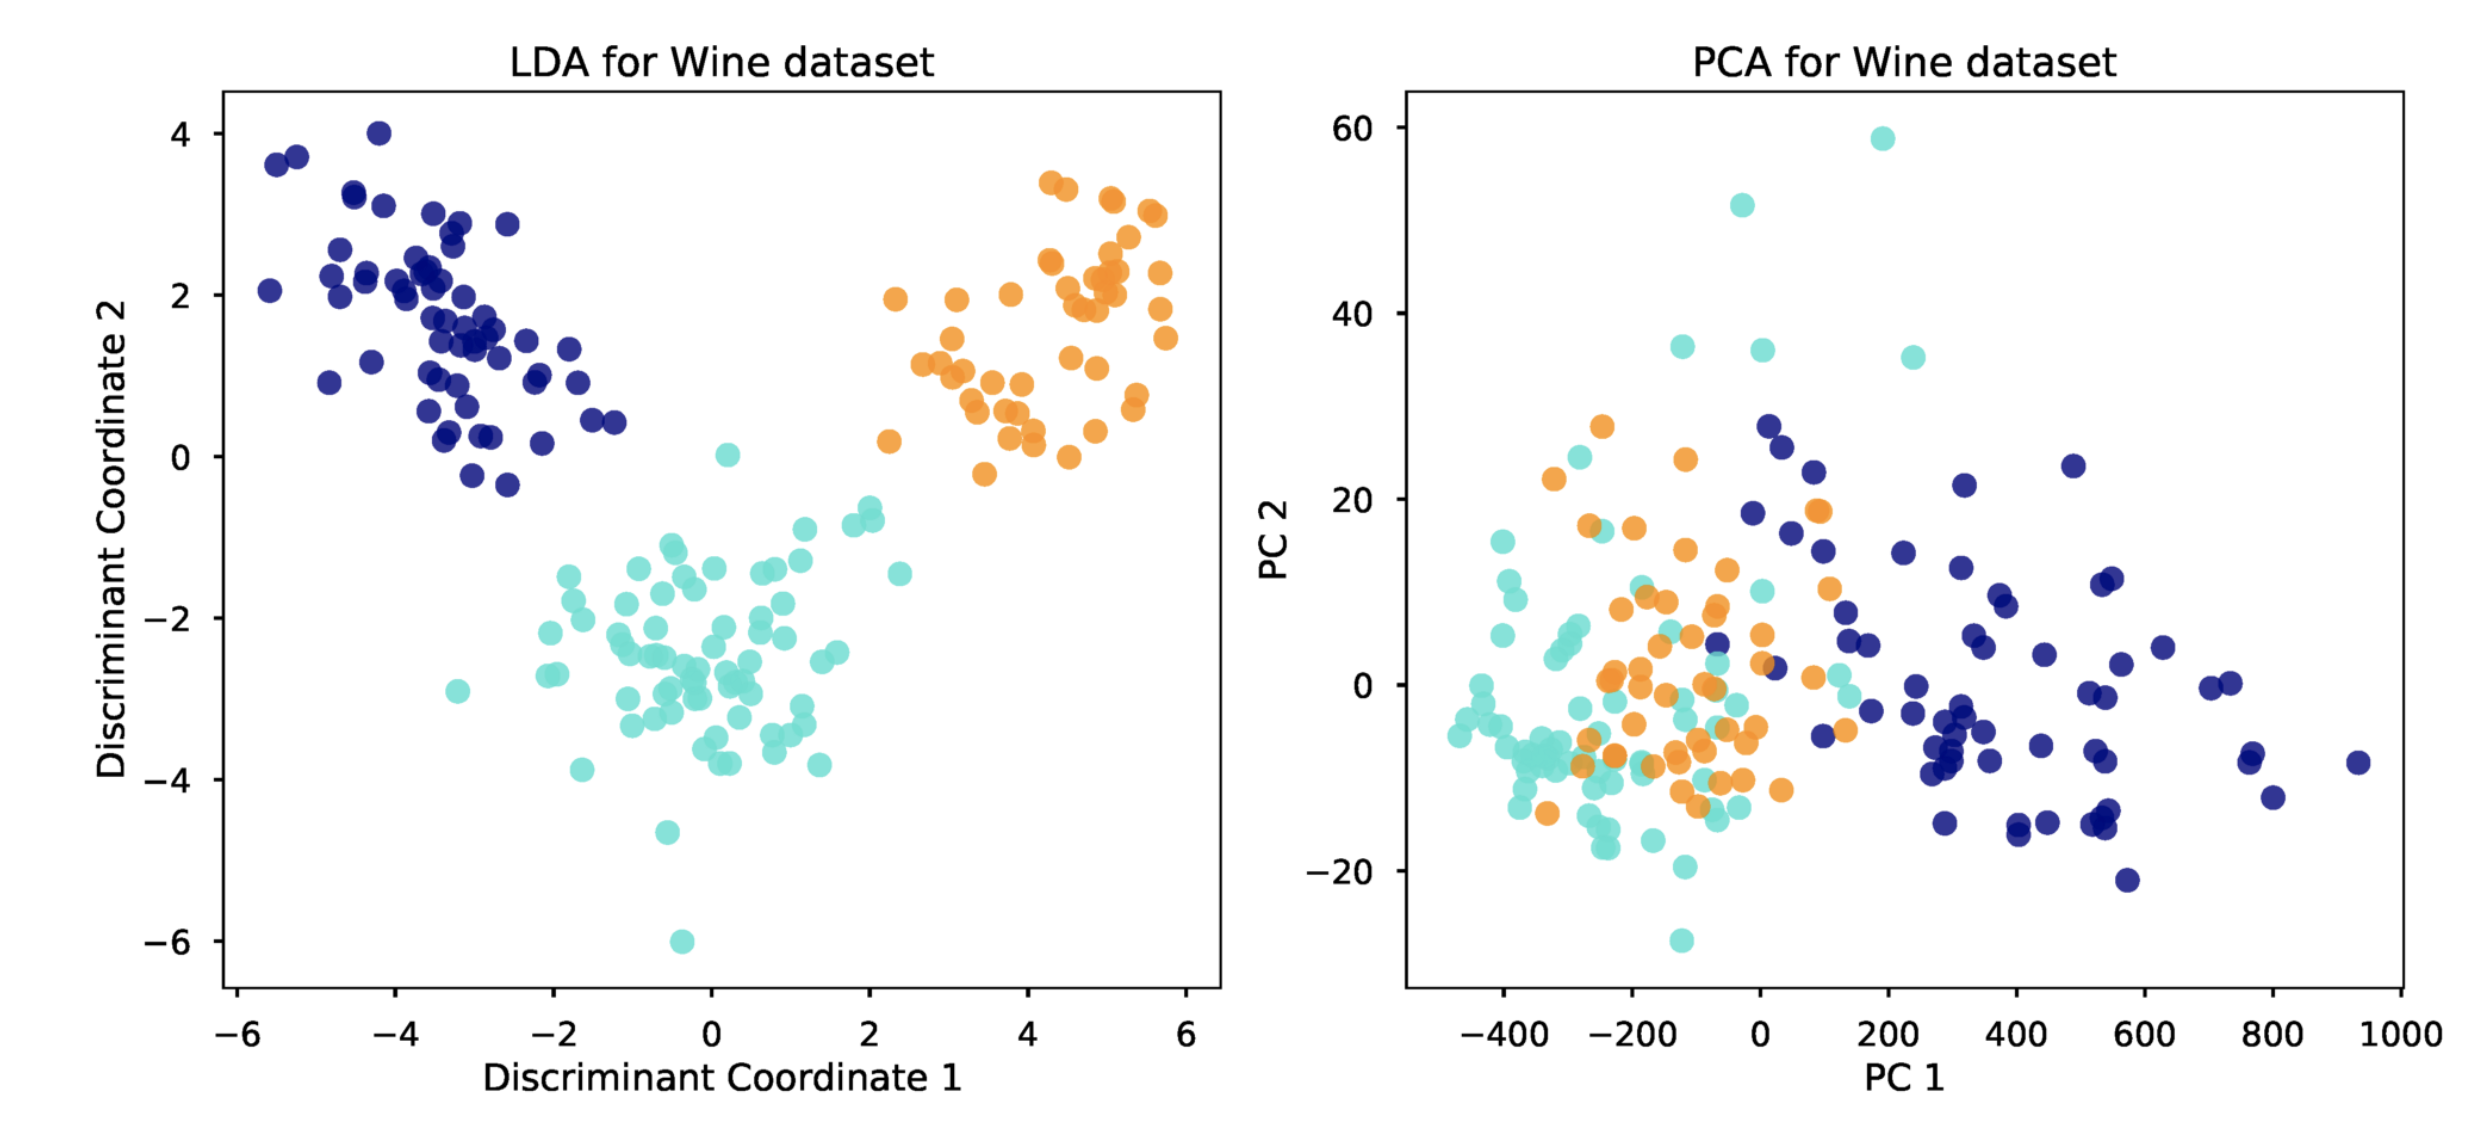 LDA for Wine dataset
4
2
0
−2
−4
−6
Discriminant Coordinate 2
−6 −4 −2 0 2 4 6
Discriminant Coordinate 1
PCA for Wine dataset
60
40
20
0
−20
PC 2
−400 −200 0 200 400 600 800 1000
PC 1